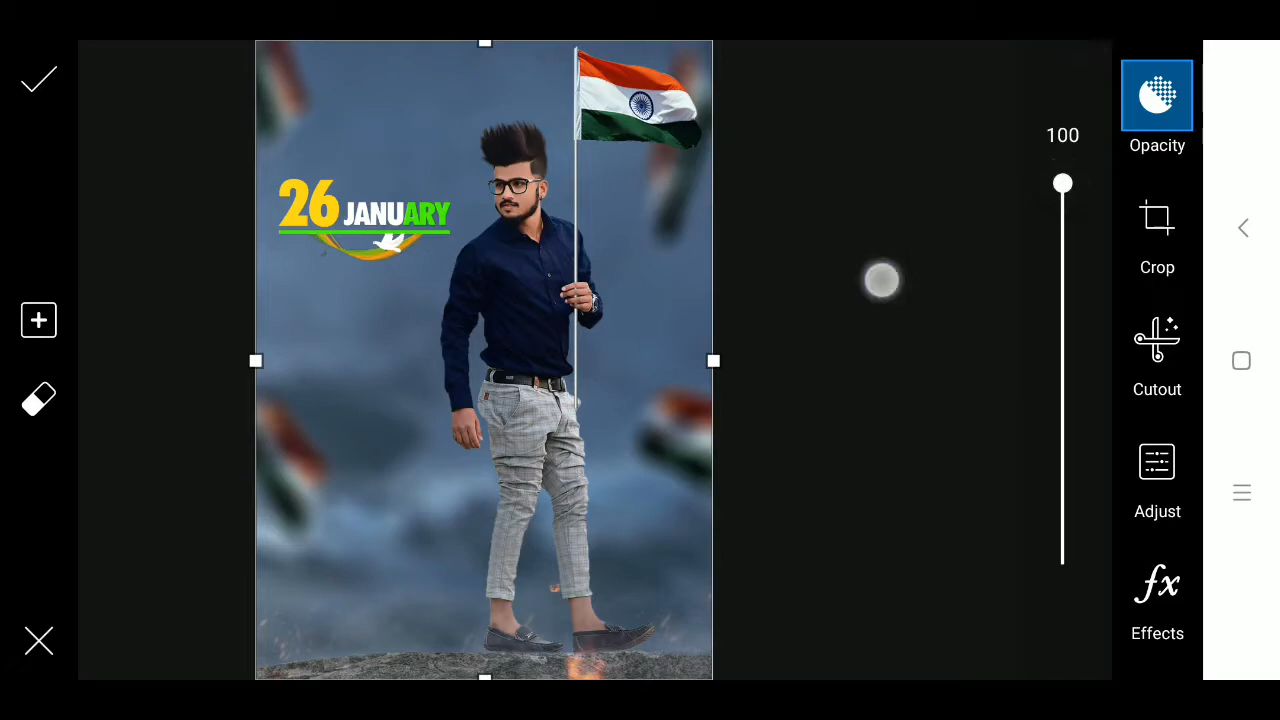 100
Opacity
Crop
Cutout
Adjust
fx
Effects
26 JANUARY